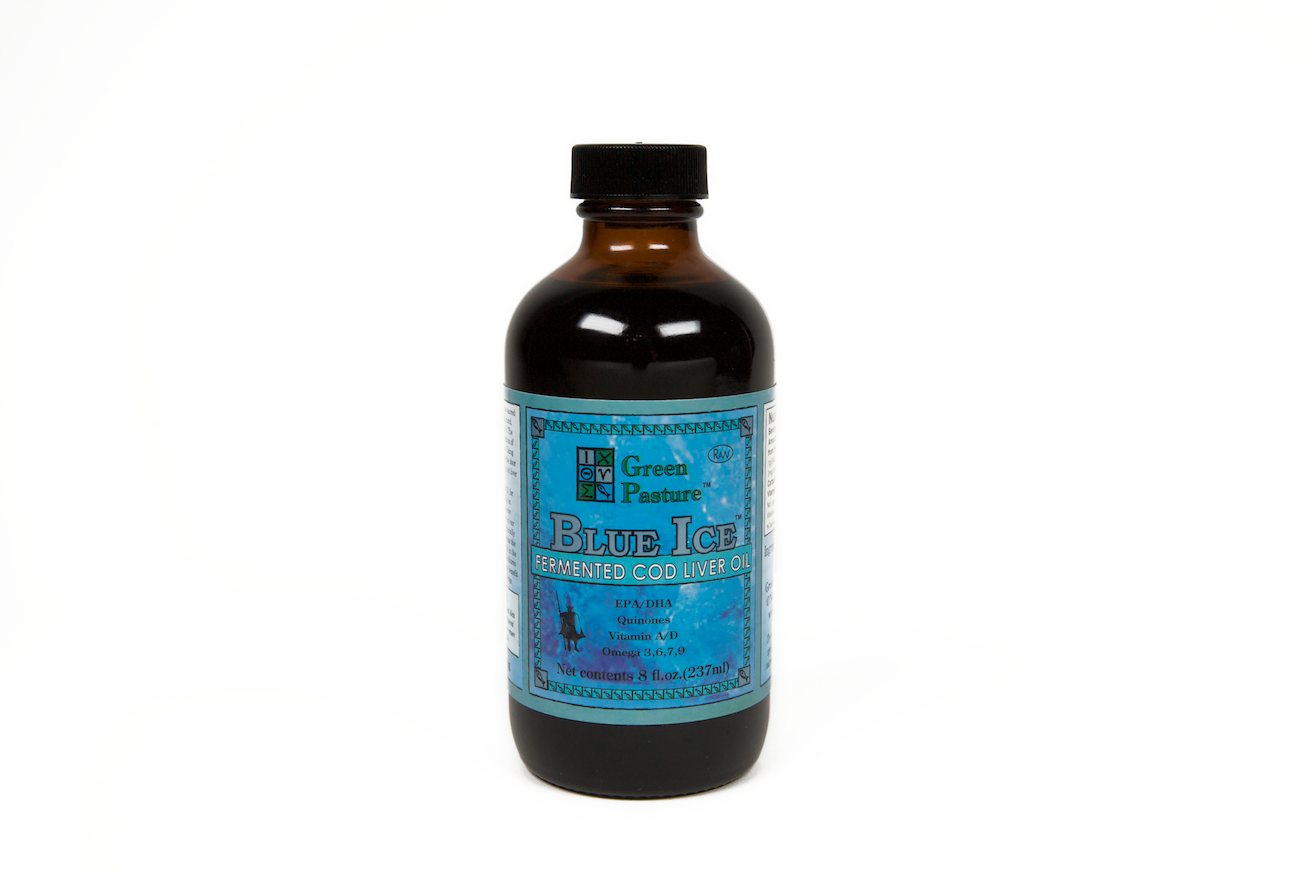 I X
Θ Υ
Σ
Green
Pasture™
RAW
BLUE ICE™
FERMENTED COD LIVER OIL
EPA/DHA
Quinones
Vitamin A/D
Omega 3,6,7,9
Net contents 8 fl.oz.(237ml)